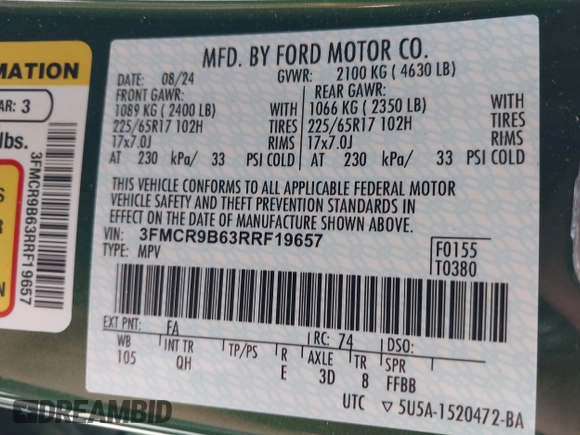 MFD. BY FORD MOTOR CO.
DATE: 08/24 GVWR: 2100 KG ( 4630 LB)
FRONT GAWR: REAR GAWR:
1089 KG ( 2400 LB) WITH 1066 KG ( 2350 LB) WITH
225/65R17 102H TIRES 225/65R17 102H TIRES
17x7.0J RIMS 17x7.0J RIMS
AT 230 kPa/ 33 PSI COLD AT 230 kPa/ 33 PSI COLD
THIS VEHICLE CONFORMS TO ALL APPLICABLE FEDERAL MOTOR
VEHICLE SAFETY AND THEFT PREVENTION STANDARDS IN
EFFECT ON THE DATE OF MANUFACTURE SHOWN ABOVE.
VIN: 3FMCR9B63RRF19657
TYPE: MPV
F0155
T0380
EXT PNT: FA RC: 74 DSO:
WB INT TR TP/PS R AXLE TR SPR
105 QH E 3D 8 FFBB
UTC ▽ 5U5A-1520472-BA
MATION
AR: 3
lbs.
3FMCR9B63RRF19657
S
R
N
DREAMBID